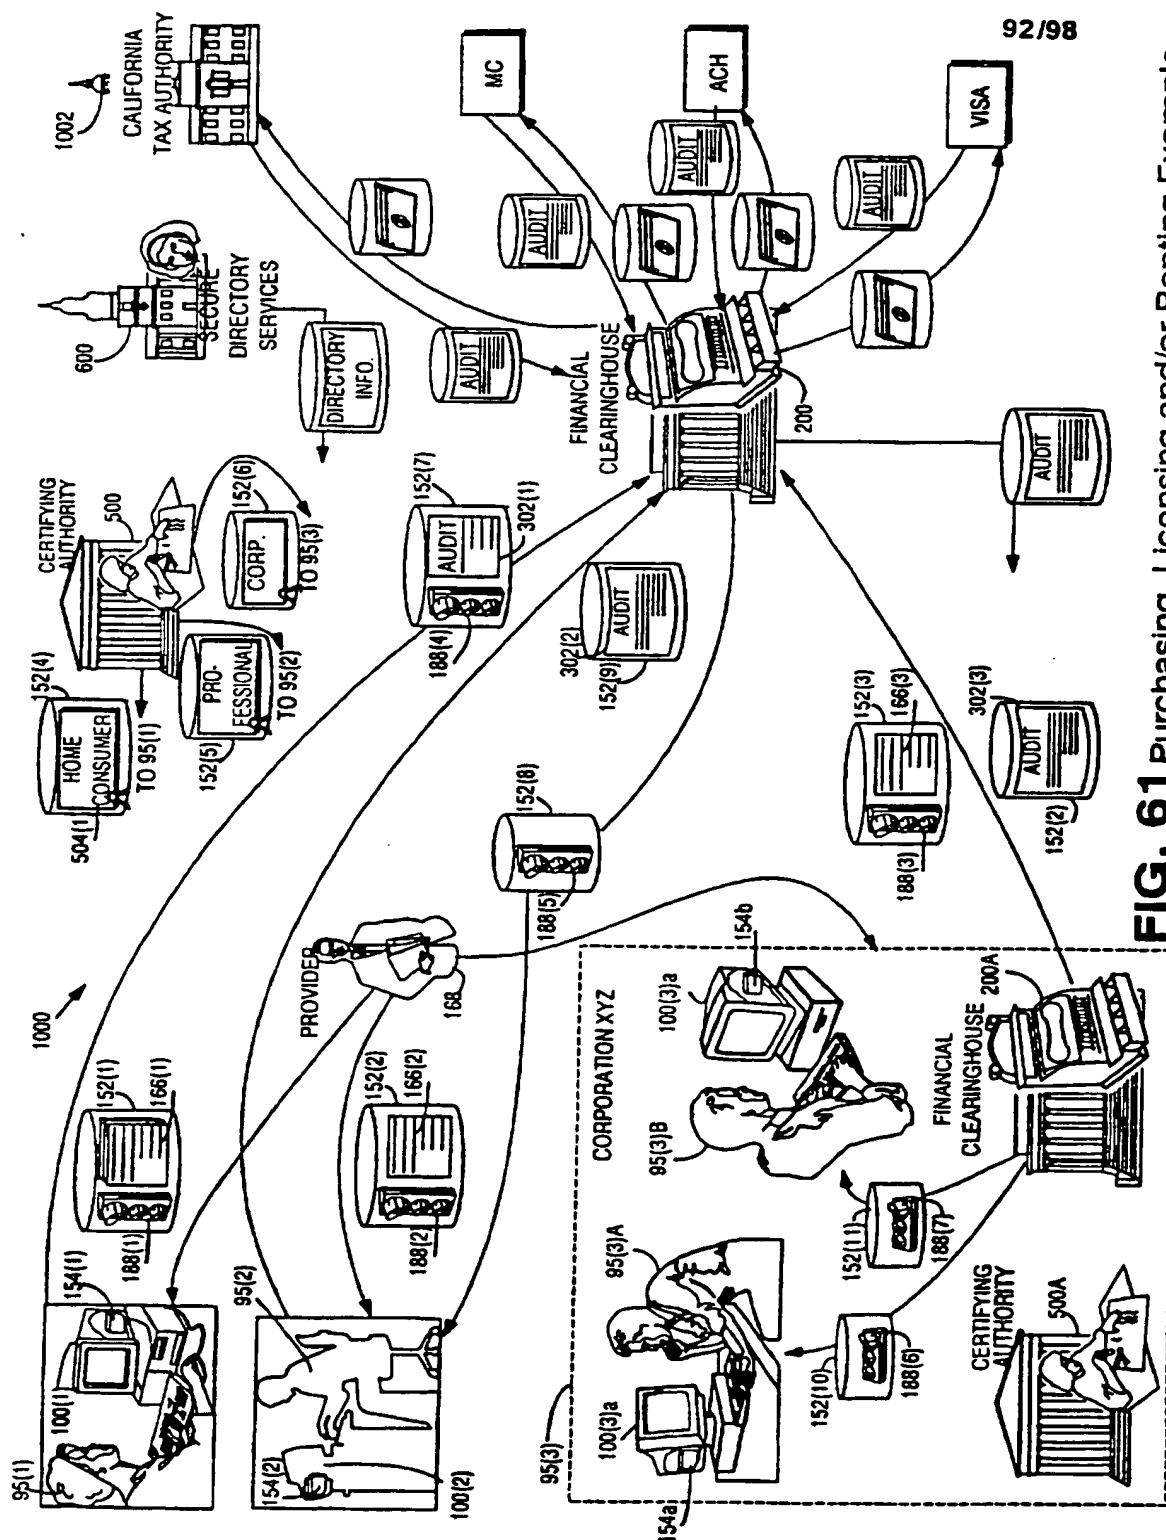 92/98
1000
95(1)
100(1)
154(1)
188(1)
152(1)
166(1)
504(1)
HOME
CONSUMER
152(4)
TO 95(1)
CERTIFYING
AUTHORITY
500
152(5)
PRO-
FESSIONAL
TO 95(2)
152(6)
CORP.
TO 95(3)
600
SECURE
DIRECTORY
SERVICES
DIRECTORY
INFO.
1002
CALIFORNIA
TAX AUTHORITY
154(2)
100(2)
95(2)
188(2)
152(2)
166(2)
PROVIDER
168
188(4)
AUDIT
152(7)
302(1)
AUDIT
FINANCIAL
CLEARINGHOUSE
200
AUDIT
MC
AUDIT
ACH
AUDIT
VISA
188(5)
152(8)
302(2)
AUDIT
152(9)
AUDIT
95(3)
CORPORATION XYZ
100(3)a
154a
95(3)A
95(3)B
100(3)a
154b
152(10)
188(6)
152(11)
188(7)
CERTIFYING
AUTHORITY
500A
FINANCIAL
CLEARINGHOUSE
200A
188(3)
152(3)
166(3)
152(2)
AUDIT
302(3)
FIG. 61 Purchasing, Licensing and/or Renting Example